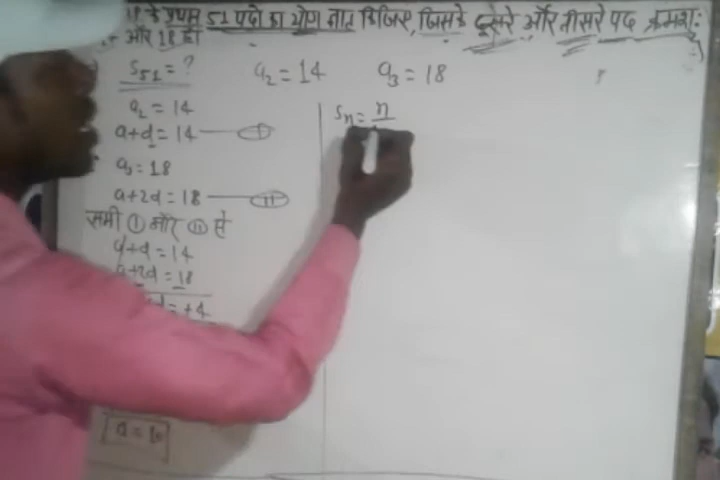 के प्रथम 51 पदों का योग ज्ञात किजिए, जिसके दूसरे और तीसरे पद क्रमश:
और 18 हों
S₅₁ = ?
a₂ = 14 a₃ = 18
a₂ = 14
a+d = 14 — (I)
a₃ = 18
a+2d = 18 — (II)
समी (I) और (II) से
a+d = 14
a+2d = 18
d = +4
a = 10
Sₙ = n